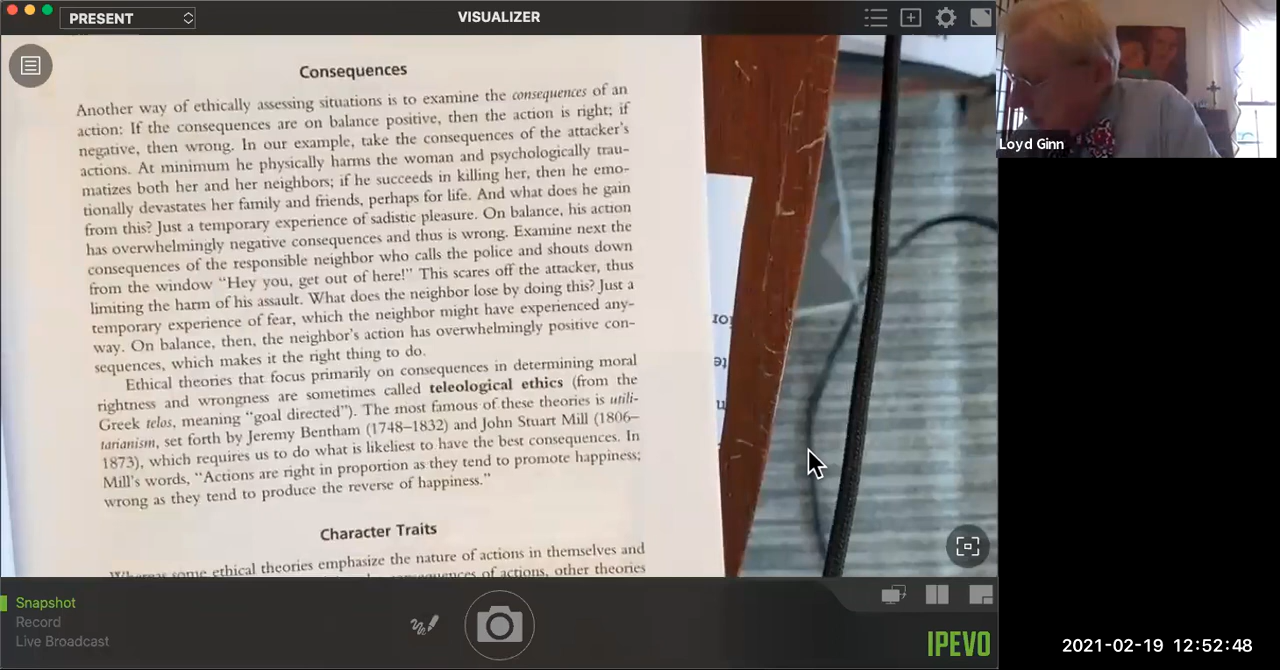 PRESENT
VISUALIZER
Consequences
Another way of ethically assessing situations is to examine the consequences of an
action: If the consequences are on balance positive, then the action is right; if
negative, then wrong. In our example, take the consequences of the attacker's
actions. At minimum he physically harms the woman and psychologically trau-
matizes both her and her neighbors; if he succeeds in killing her, then he emo-
tionally devastates her family and friends, perhaps for life. And what does he gain
from this? Just a temporary experience of sadistic pleasure. On balance, his action
has overwhelmingly negative consequences and thus is wrong. Examine next the
consequences of the responsible neighbor who calls the police and shouts down
from the window "Hey you, get out of here!" This scares off the attacker, thus
limiting the harm of his assault. What does the neighbor lose by doing this? Just a
temporary experience of fear, which the neighbor might have experienced any-
way. On balance, then, the neighbor's action has overwhelmingly positive con-
sequences, which makes it the right thing to do.
Ethical theories that focus primarily on consequences in determining moral
rightness and wrongness are sometimes called teleological ethics (from the
Greek telos, meaning "goal directed"). The most famous of these theories is utili-
tarianism, set forth by Jeremy Bentham (1748–1832) and John Stuart Mill (1806–
1873), which requires us to do what is likeliest to have the best consequences. In
Mill's words, "Actions are right in proportion as they tend to promote happiness;
wrong as they tend to produce the reverse of happiness."
Character Traits
Whereas some ethical theories emphasize the nature of actions in themselves and
consequences of actions, other theories
Loyd Ginn
Snapshot
Record
Live Broadcast
IPEVO
2021-02-19 12:52:48